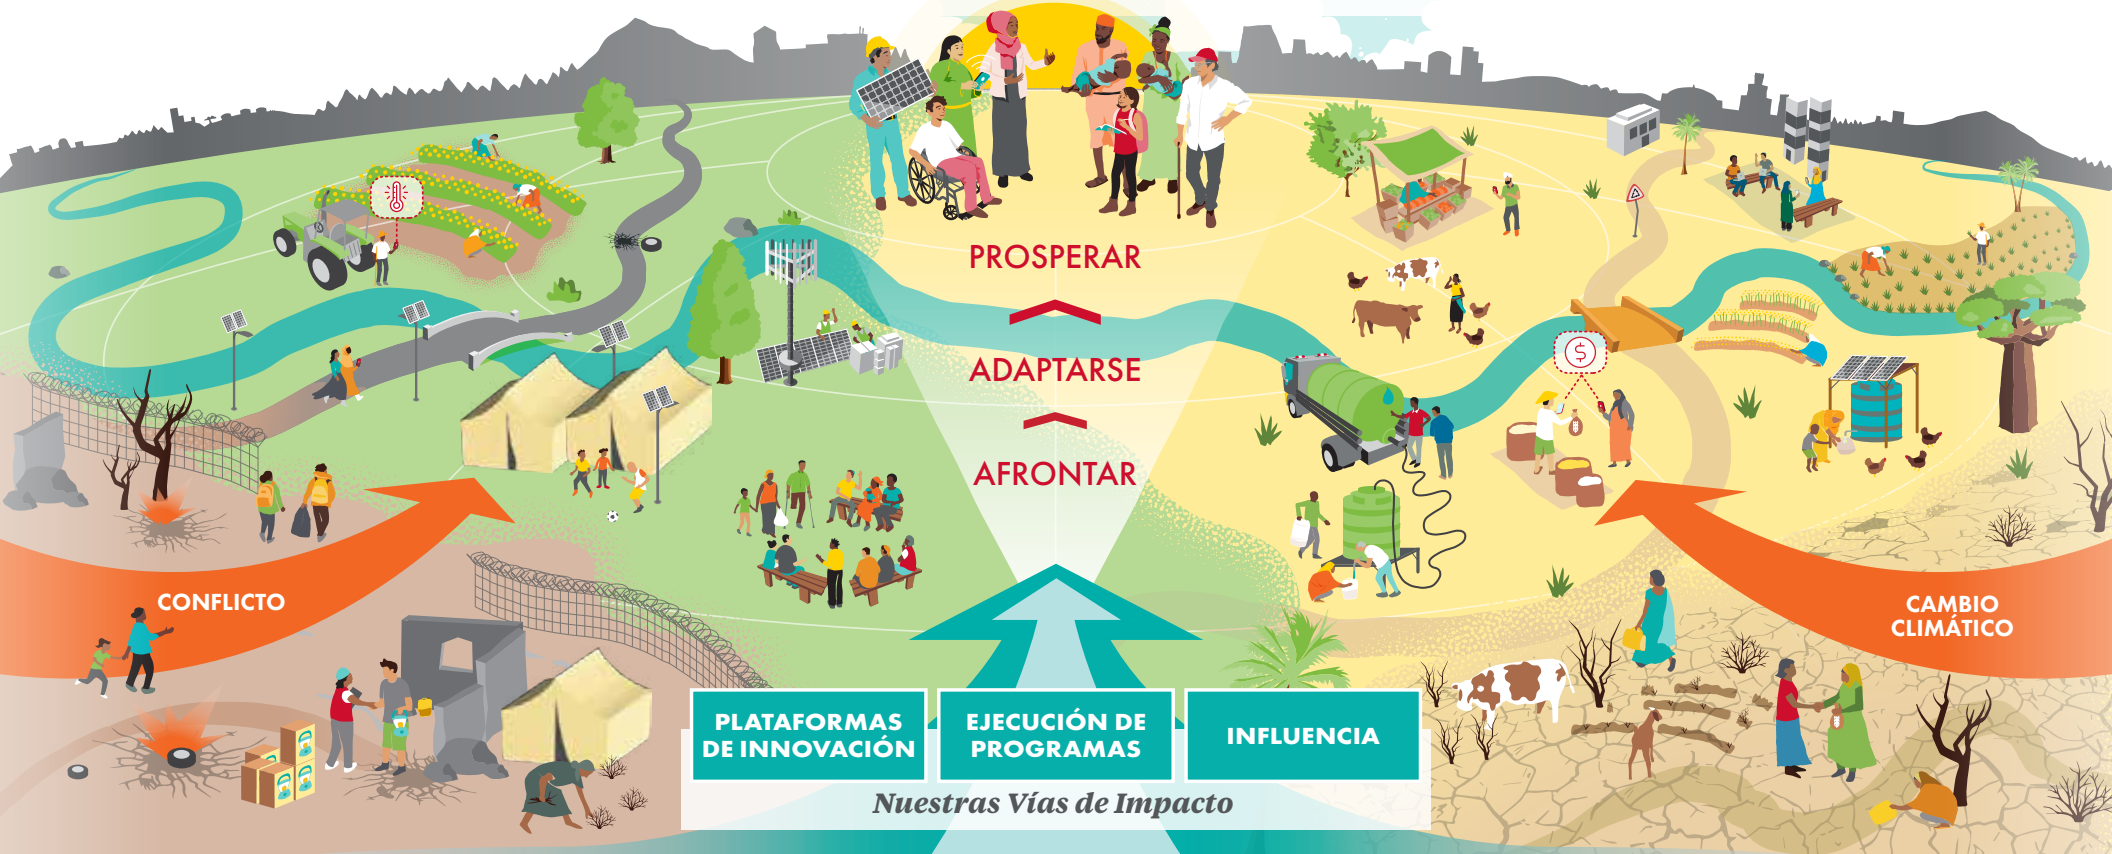 PROSPERAR
ADAPTARSE
AFRONTAR
CONFLICTO
CAMBIO
CLIMÁTICO
PLATAFORMAS
DE INNOVACIÓN
EJECUCIÓN DE
PROGRAMAS
INFLUENCIA
Nuestras Vías de Impacto
$